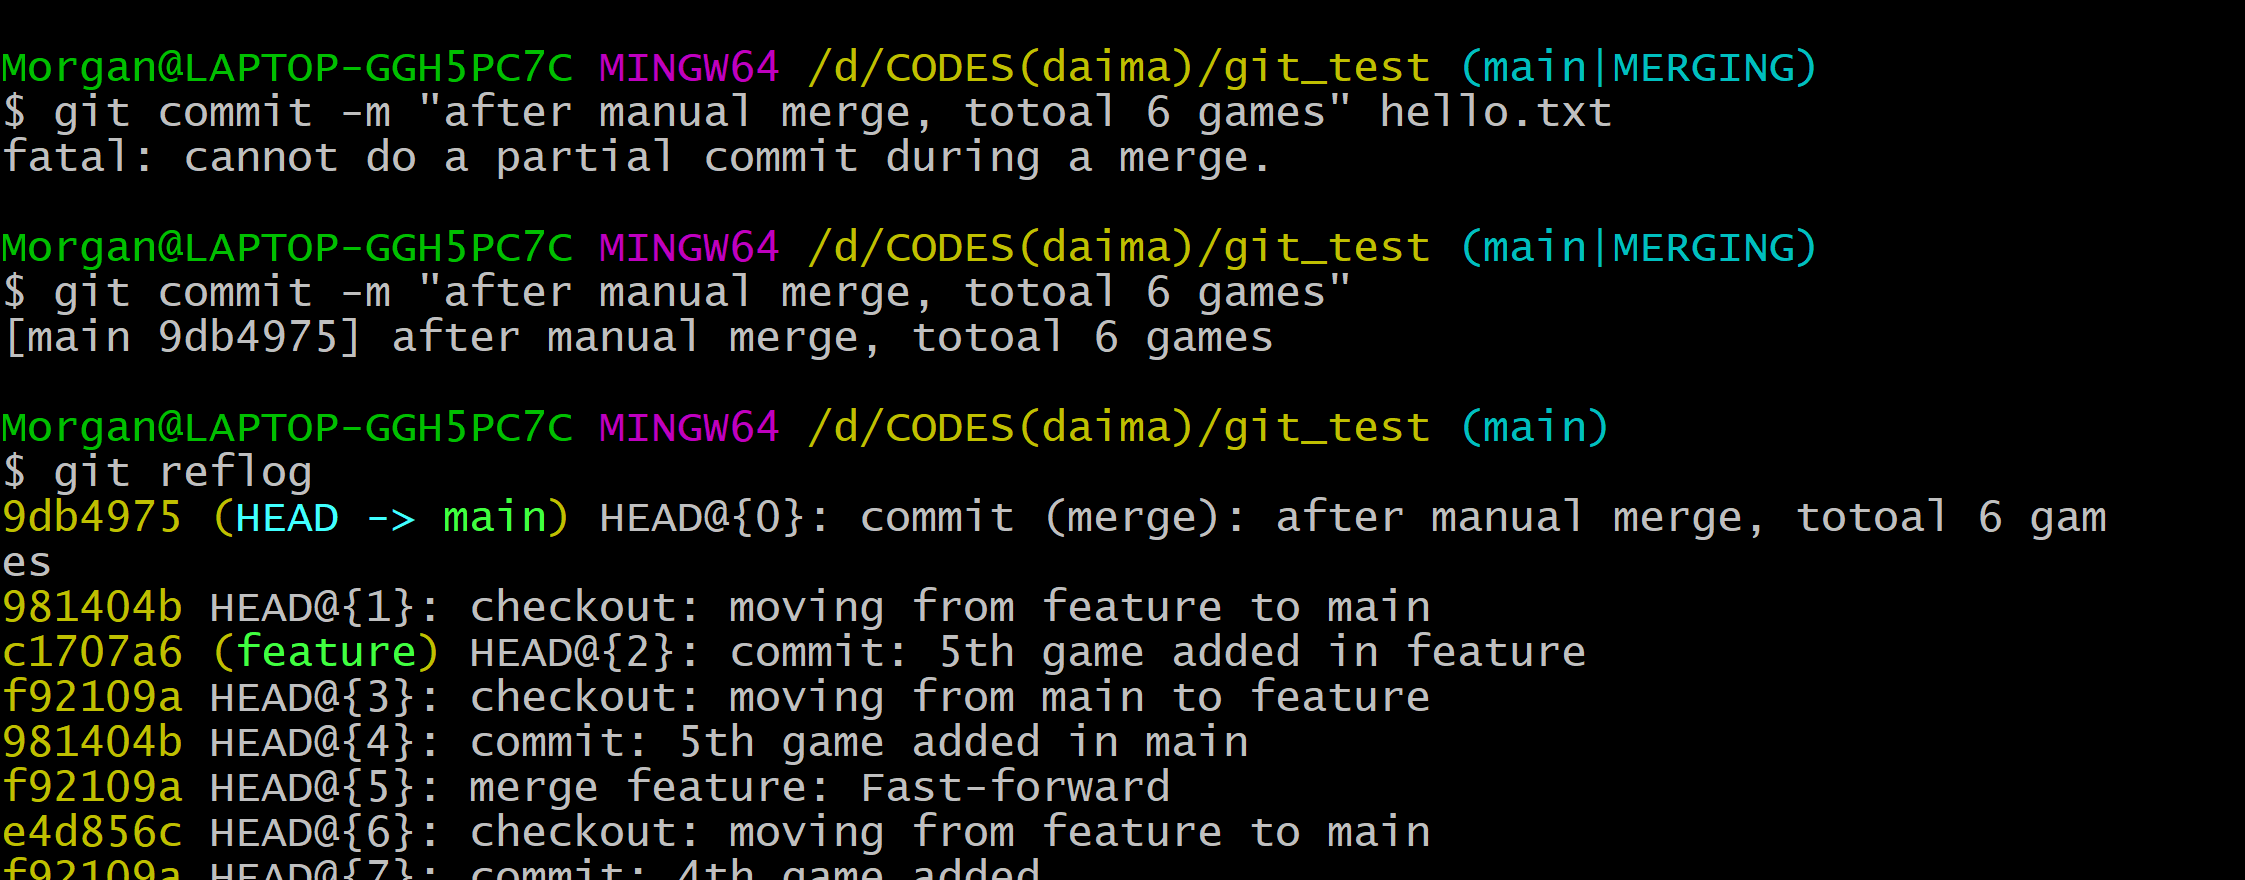 Morgan@LAPTOP-GGH5PC7C MINGW64 /d/CODES(daima)/git_test (main|MERGING)
$ git commit -m "after manual merge, totoal 6 games" hello.txt
fatal: cannot do a partial commit during a merge.
Morgan@LAPTOP-GGH5PC7C MINGW64 /d/CODES(daima)/git_test (main|MERGING)
$ git commit -m "after manual merge, totoal 6 games"
[main 9db4975] after manual merge, totoal 6 games
Morgan@LAPTOP-GGH5PC7C MINGW64 /d/CODES(daima)/git_test (main)
$ git reflog
9db4975 (HEAD -> main) HEAD@{0}: commit (merge): after manual merge, totoal 6 gam
es
981404b HEAD@{1}: checkout: moving from feature to main
c1707a6 (feature) HEAD@{2}: commit: 5th game added in feature
f92109a HEAD@{3}: checkout: moving from main to feature
981404b HEAD@{4}: commit: 5th game added in main
f92109a HEAD@{5}: merge feature: Fast-forward
e4d856c HEAD@{6}: checkout: moving from feature to main
f92109a HEAD@{7}: commit: 4th game added